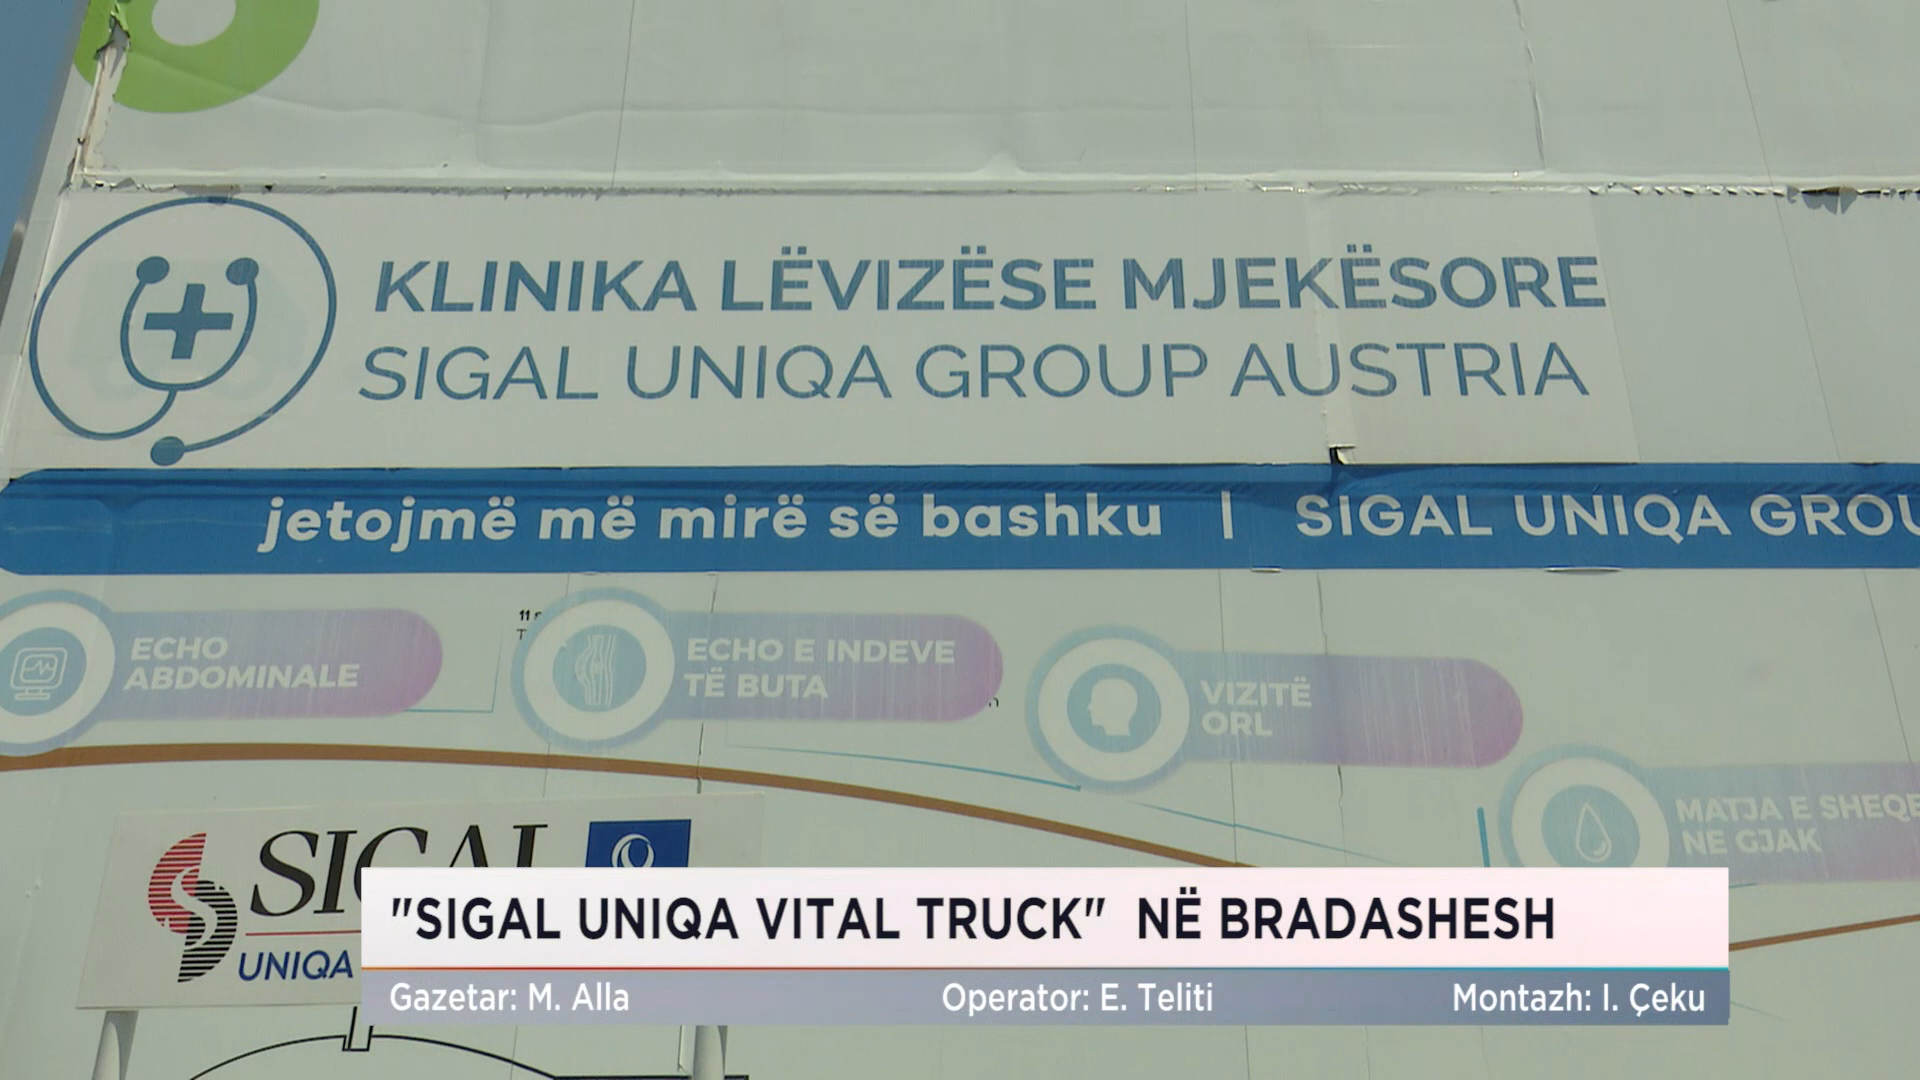 KLINIKA LËVIZËSE MJEKËSORE
SIGAL UNIQA GROUP AUSTRIA
jetojmë më mirë së bashku | SIGAL UNIQA
ECHO
ABDOMINALE
ECHO E INDEVE
TË BUTA
VIZITË
ORL
MATJA E
NE GJAK
UNIQA
"SIGAL UNIQA VITAL TRUCK" NË BRADASHESH
Gazetar: M. Alla
Operator: E. Teliti
Montazh: I. Çeku